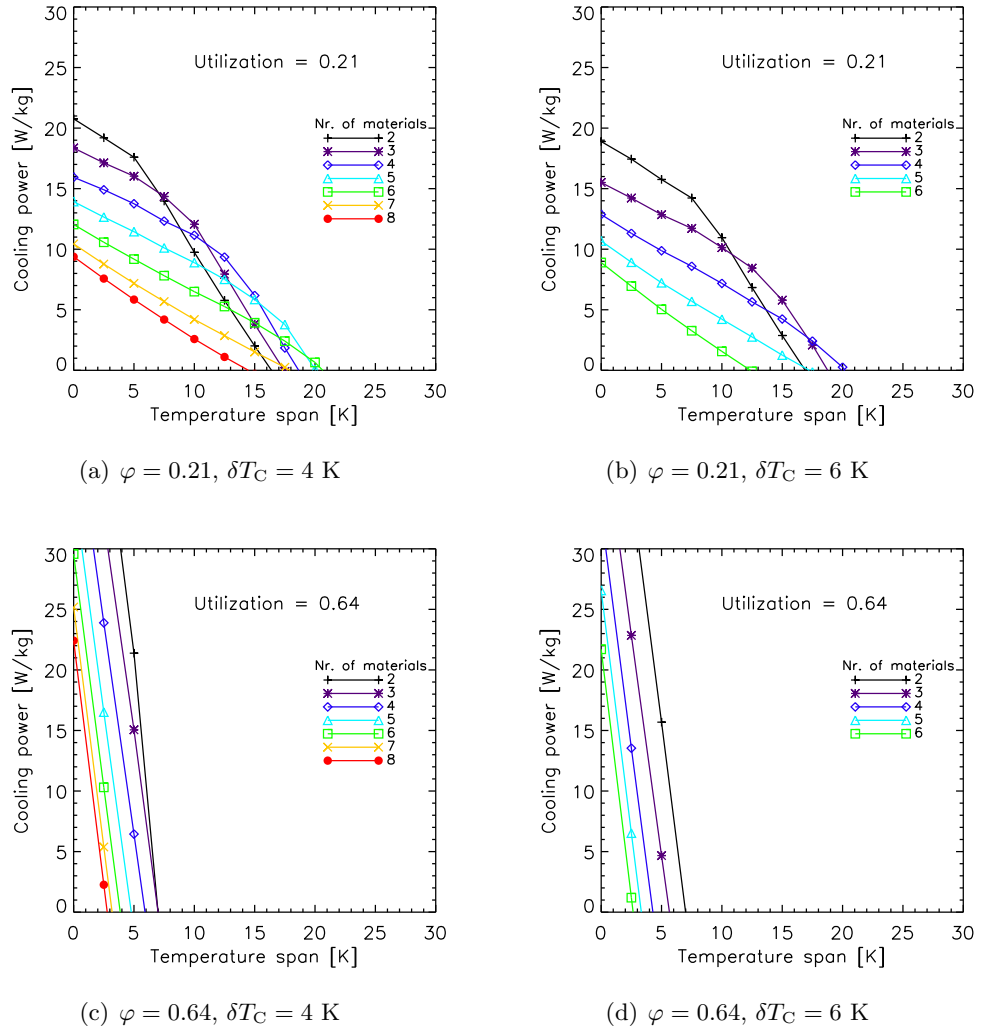 30
25
20
15
10
5
0
Cooling power [W/kg]
Utilization = 0.21
Nr. of materials
2
3
4
5
6
7
8
0 5 10 15 20 25 30
Temperature span [K]
(a) φ = 0.21, δT_C = 4 K
30
25
20
15
10
5
0
Cooling power [W/kg]
Utilization = 0.21
Nr. of materials
2
3
4
5
6
0 5 10 15 20 25 30
Temperature span [K]
(b) φ = 0.21, δT_C = 6 K
30
25
20
15
10
5
0
Cooling power [W/kg]
Utilization = 0.64
Nr. of materials
2
3
4
5
6
7
8
0 5 10 15 20 25 30
Temperature span [K]
(c) φ = 0.64, δT_C = 4 K
30
25
20
15
10
5
0
Cooling power [W/kg]
Utilization = 0.64
Nr. of materials
2
3
4
5
6
0 5 10 15 20 25 30
Temperature span [K]
(d) φ = 0.64, δT_C = 6 K